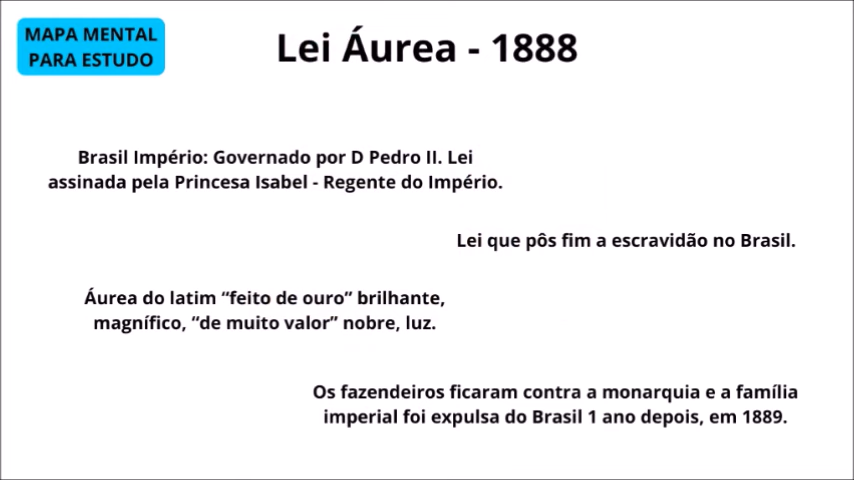 MAPA MENTAL
PARA ESTUDO
Lei Áurea - 1888
Brasil Império: Governado por D Pedro II. Lei
assinada pela Princesa Isabel - Regente do Império.
Lei que pôs fim a escravidão no Brasil.
Áurea do latim “feito de ouro” brilhante,
magnífico, “de muito valor” nobre, luz.
Os fazendeiros ficaram contra a monarquia e a família
imperial foi expulsa do Brasil 1 ano depois, em 1889.